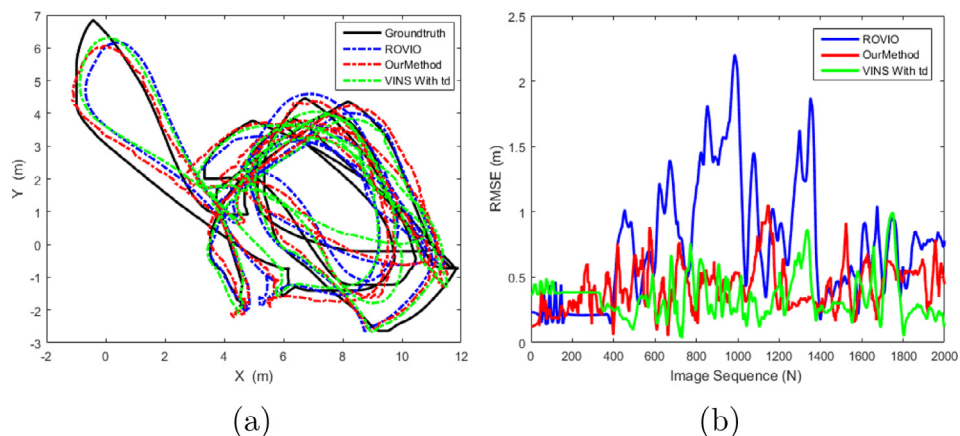 7
6
5
4
3
2
1
0
-1
-2
-3
Y (m)
-2
0
2
4
6
8
10
12
X (m)
Groundtruth
ROVIO
OurMethod
VINS With td
(a)
2.5
2
1.5
1
0.5
0
RMSE (m)
0
200
400
600
800
1000
1200
1400
1600
1800
2000
Image Sequence (N)
ROVIO
OurMethod
VINS With td
(b)